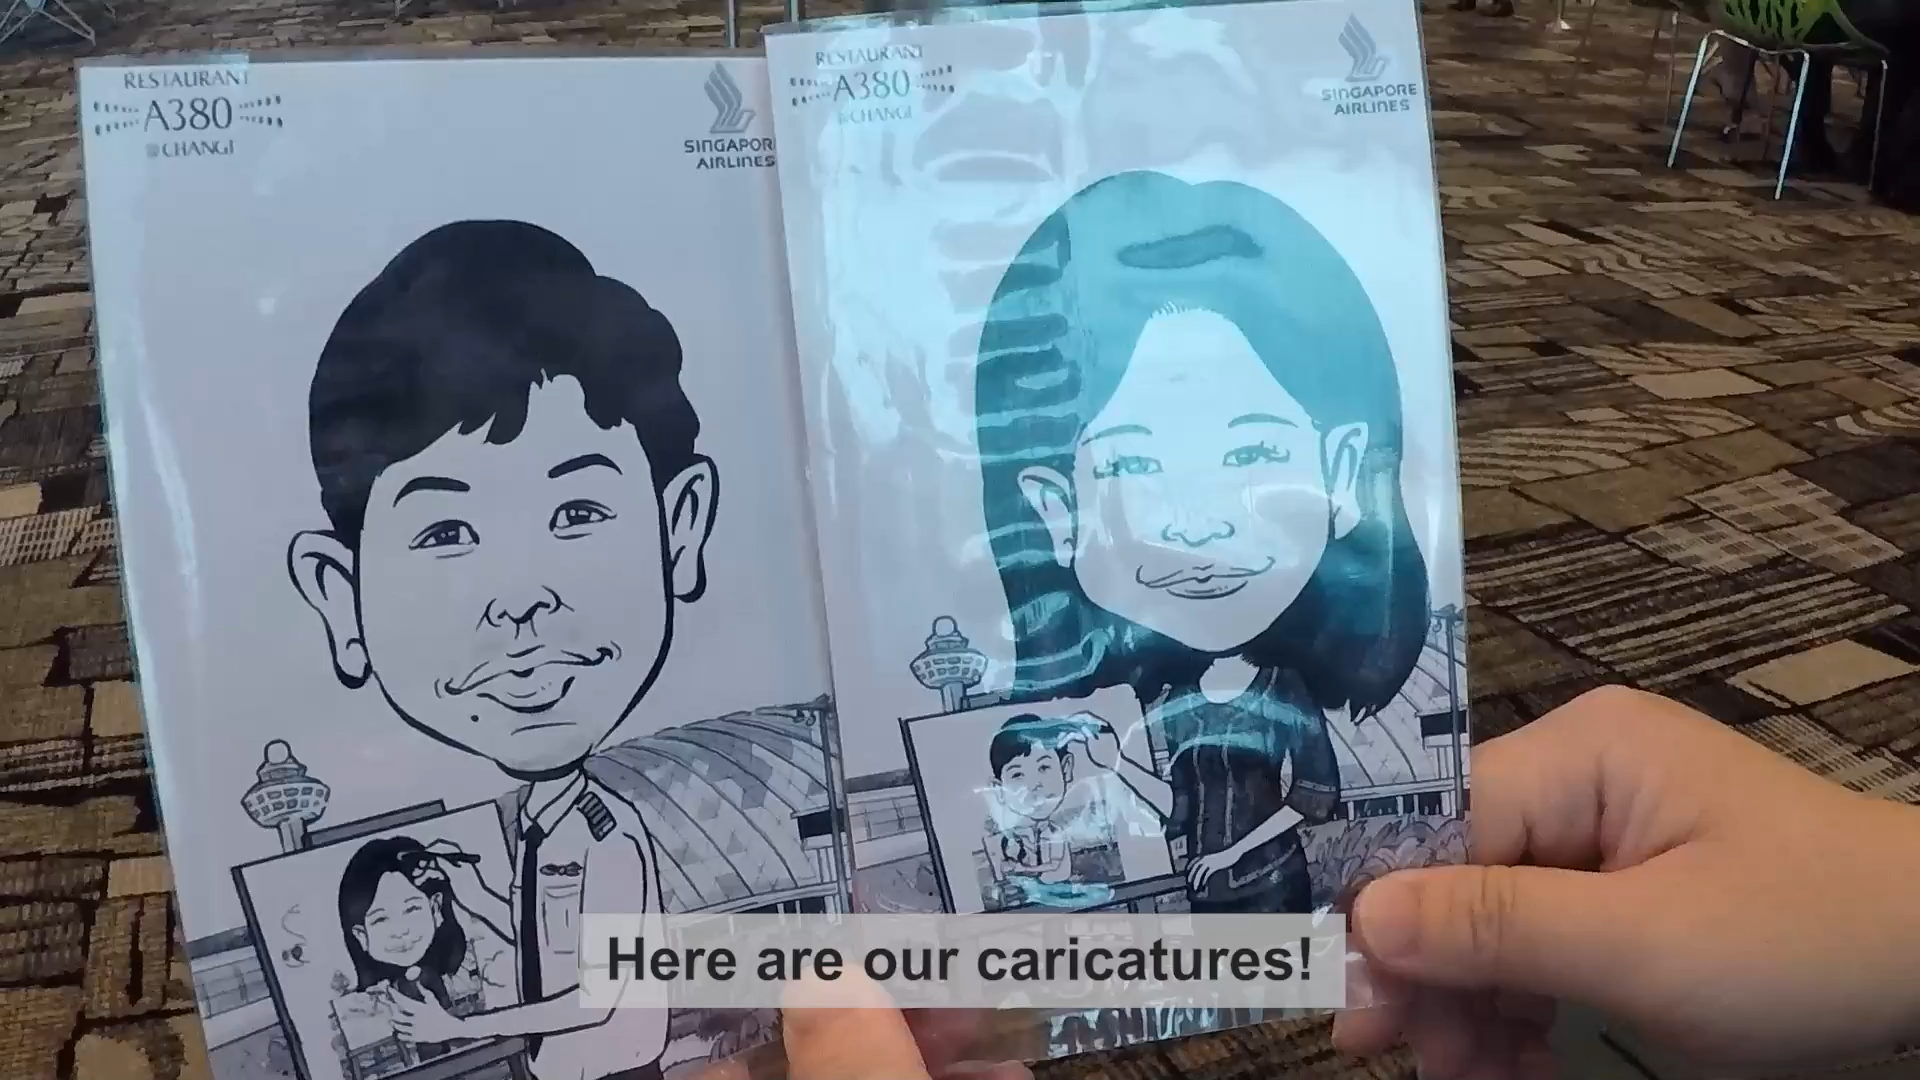 RESTAURANT
A380
@CHANGI
SINGAPORE
AIRLINES
RESTAURANT
A380
@CHANGI
SINGAPORE
AIRLINES
Here are our caricatures!